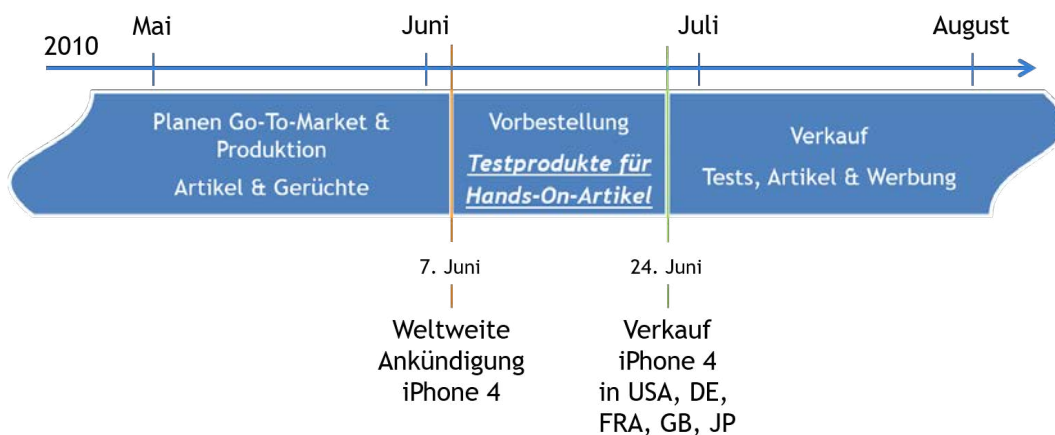 2010
Mai
Juni
Juli
August
Planen Go-To-Market &
Produktion
Artikel & Gerüchte
Vorbestellung
Testprodukte für
Hands-On-Artikel
Verkauf
Tests, Artikel & Werbung
7. Juni
24. Juni
Weltweite
Ankündigung
iPhone 4
Verkauf
iPhone 4
in USA, DE,
FRA, GB, JP